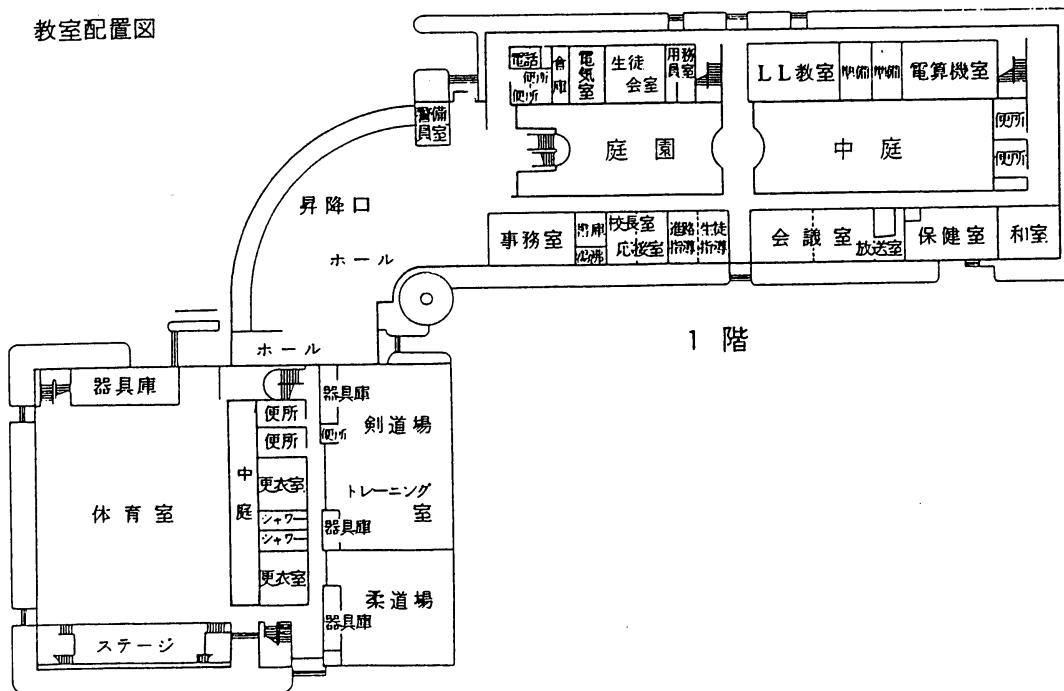 教室配置図
電話
便所
便所
倉庫
電気室
生徒会室
用務員室
LL教室
準備
準備
電算機室
警備員室
庭園
中庭
便所
便所
昇降口
ホール
事務室
校長室
応接室
進路指導
生徒指導
会議室
放送室
保健室
和室
1階
ホール
器具庫
便所
便所
器具庫
剣道場
便所
中庭
更衣室
トレーニング室
体育室
シャワー
シャワー
器具庫
更衣室
柔道場
器具庫
ステージ